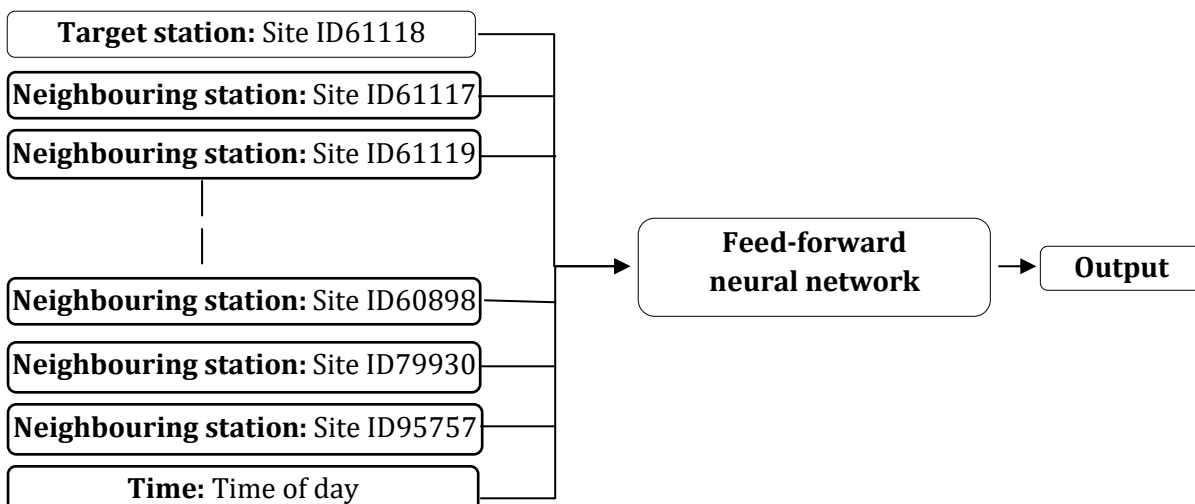 Target station: Site ID61118
Neighbouring station: Site ID61117
Neighbouring station: Site ID61119
Neighbouring station: Site ID60898
Neighbouring station: Site ID79930
Neighbouring station: Site ID95757
Time: Time of day
Feed-forward
neural network
Output